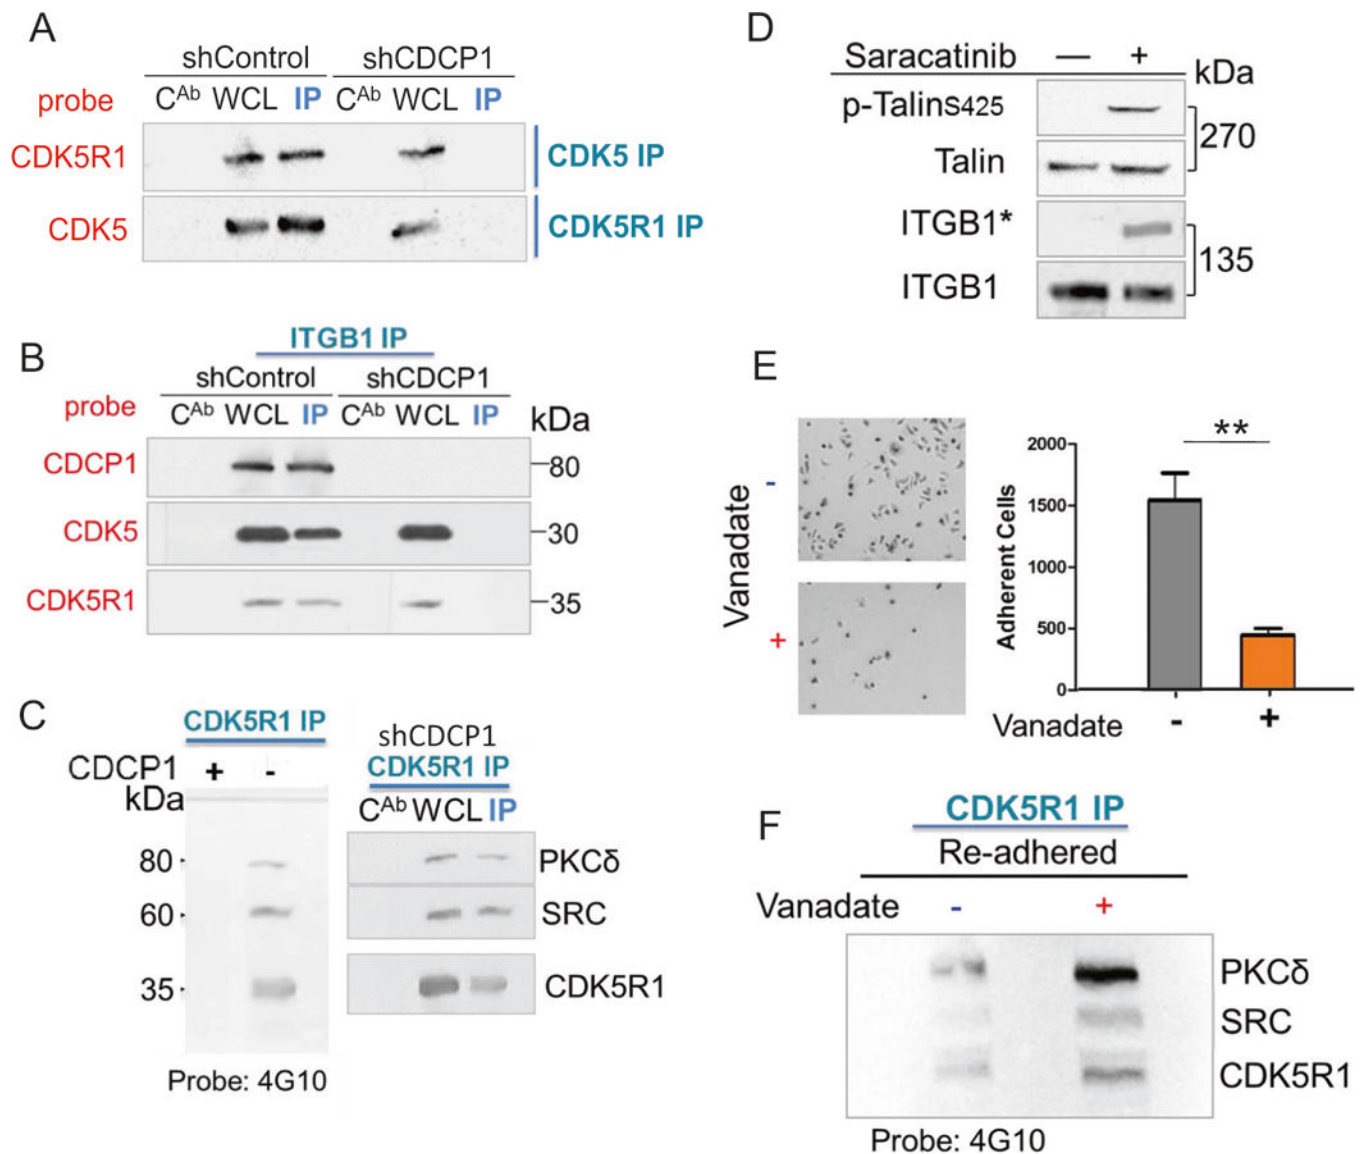 A
shControl shCDCP1
probe CAb WCL IP CAb WCL IP
CDK5R1 CDK5 IP
CDK5 CDK5R1 IP
B
ITGB1 IP
shControl shCDCP1
probe CAb WCL IP CAb WCL IP kDa
CDCP1 80
CDK5 30
CDK5R1 35
C
CDK5R1 IP
CDCP1 + -
kDa
80
60
35
Probe: 4G10
shCDCP1
CDK5R1 IP
CAb WCL IP
PKCδ
SRC
CDK5R1
D
Saracatinib — + kDa
p-TalinS425
Talin
270
ITGB1*
ITGB1
135
E
Vanadate
-
+
Adherent Cells
2000
1500
1000
500
0
**
Vanadate - +
F
CDK5R1 IP
Re-adhered
Vanadate - +
PKCδ
SRC
CDK5R1
Probe: 4G10